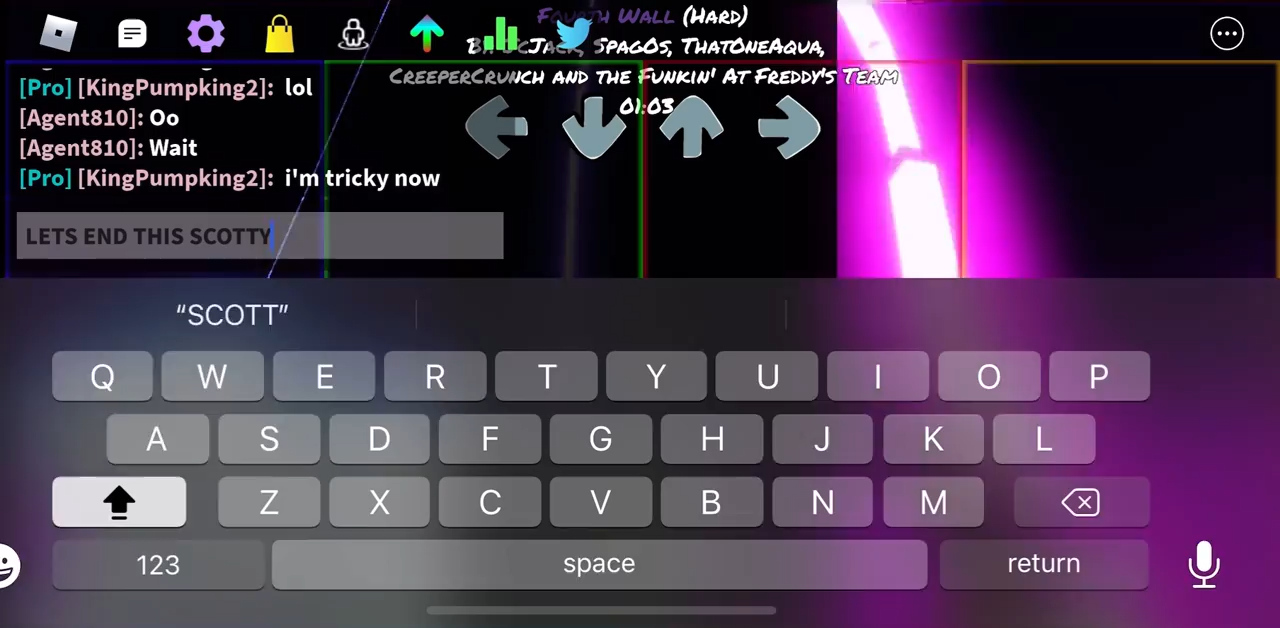 FOURTH WALL (HARD)
SPAGOS, THATONEAQUA,
CREEPERCRUNCH AND THE FUNKIN' AT FREDDY'S TEAM
01:03
[Pro] [KingPumpking2]: lol
[Agent810]: Oo
[Agent810]: Wait
[Pro] [KingPumpking2]: i'm tricky now
LETS END THIS SCOTTY
“SCOTT”
Q W E R T Y U I O P
A S D F G H J K L
Z X C V B N M
123 space return